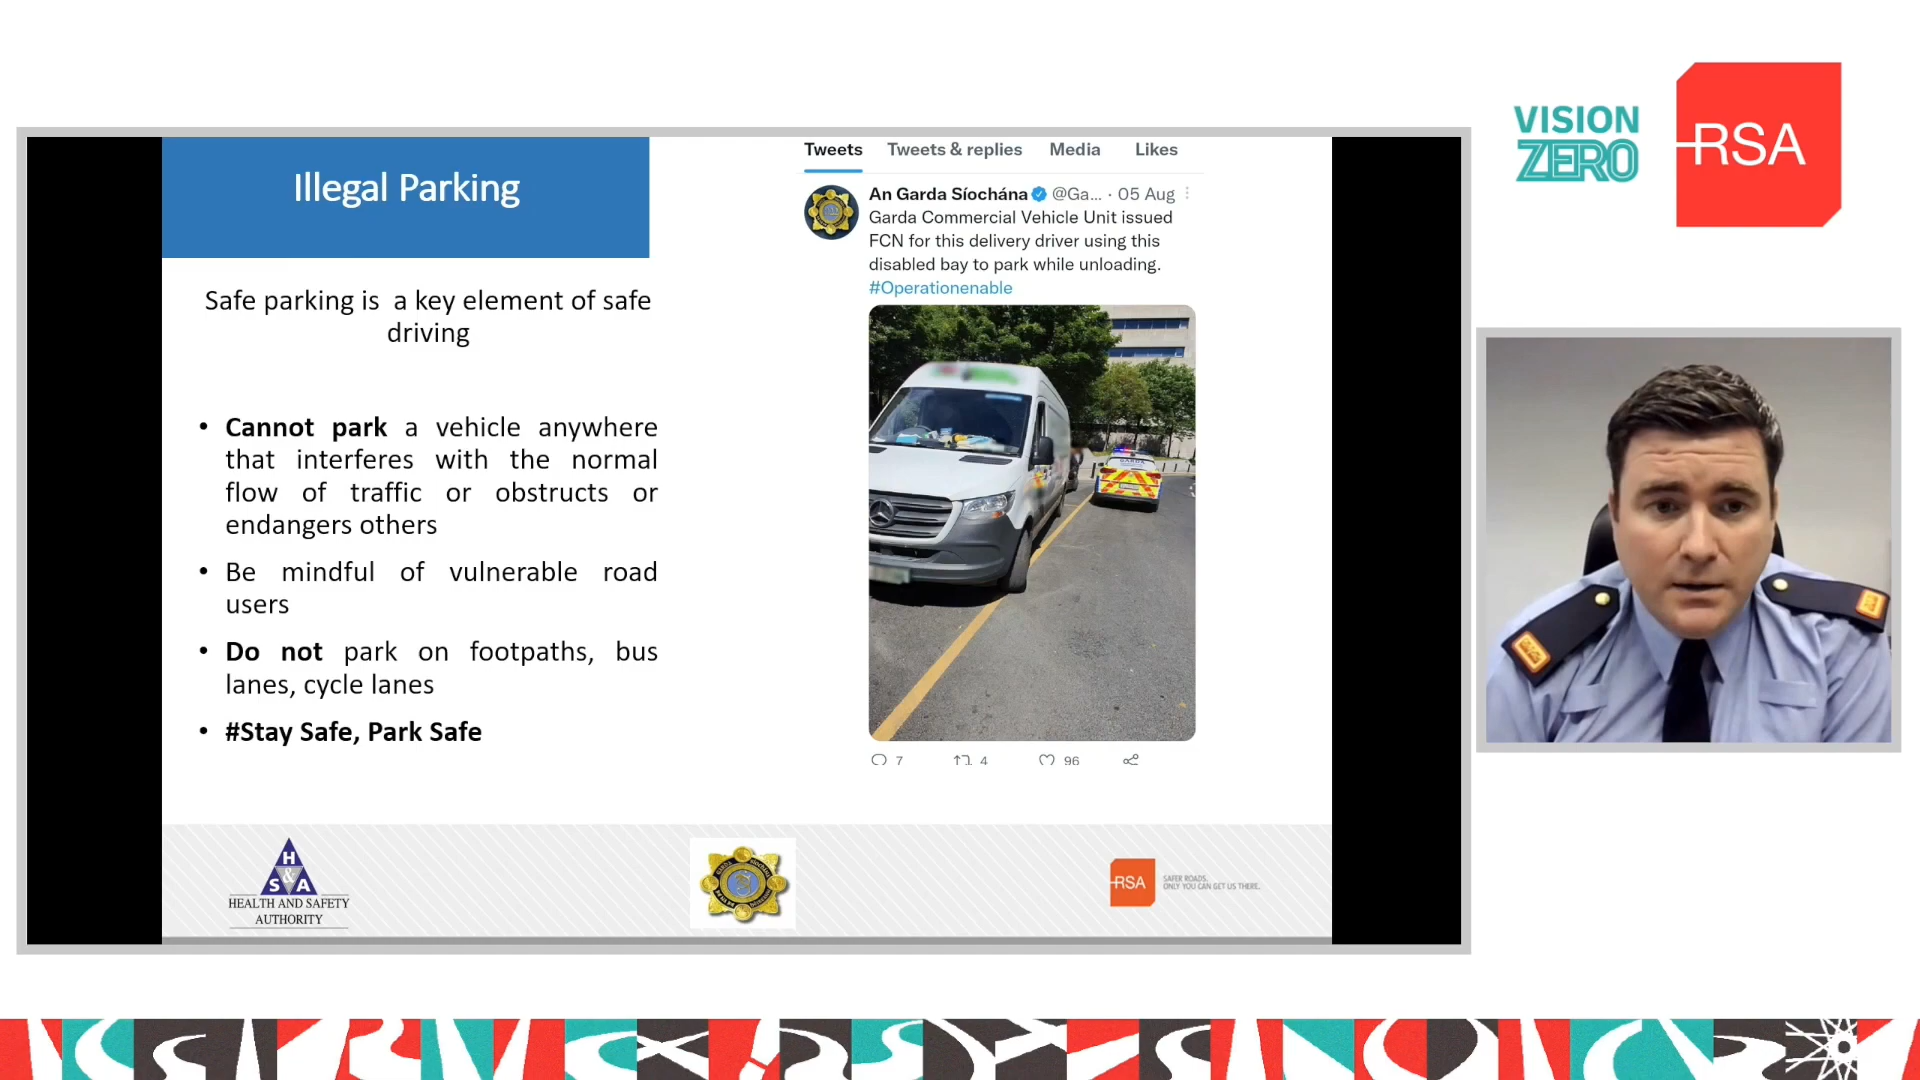 VISION
ZERO
RSA
Illegal Parking
Safe parking is a key element of safe
driving
• Cannot park a vehicle anywhere
that interferes with the normal
flow of traffic or obstructs or
endangers others
• Be mindful of vulnerable road
users
• Do not park on footpaths, bus
lanes, cycle lanes
• #Stay Safe, Park Safe
Tweets Tweets & replies Media Likes
An Garda Síochána @Ga... · 05 Aug
Garda Commercial Vehicle Unit issued
FCN for this delivery driver using this
disabled bay to park while unloading.
#Operationenable
GARDA
7 4 96
H
&
S A
HEALTH AND SAFETY
AUTHORITY
RSA
SAFER ROADS.
ONLY YOU CAN GET US THERE.